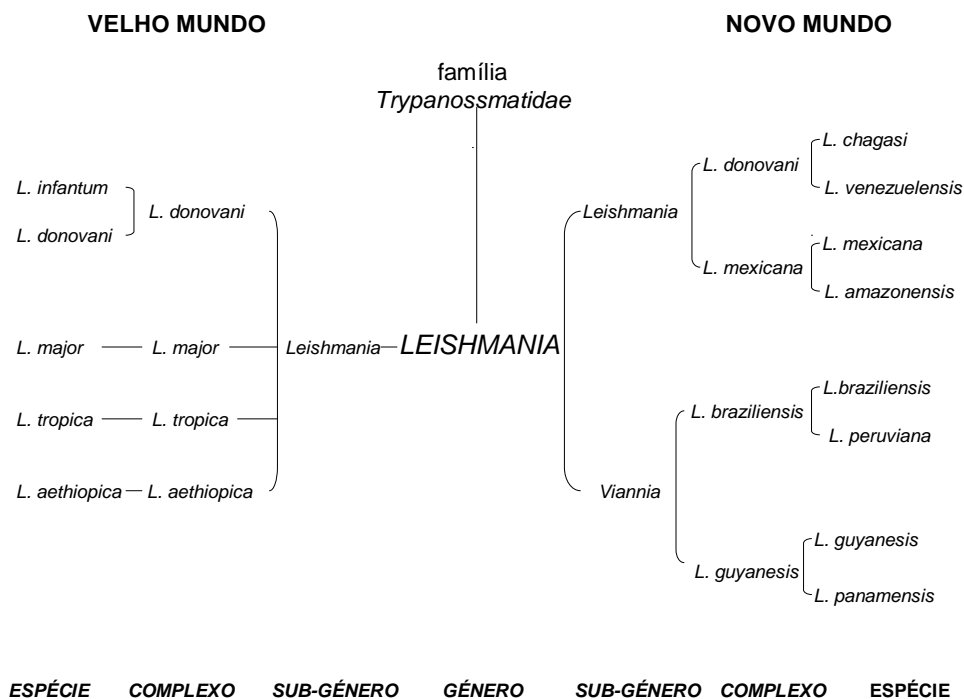 VELHO MUNDO
NOVO MUNDO
família
Trypanossmatidae
L. infantum
L. donovani
L. donovani
L. major
L. major
L. tropica
L. tropica
L. aethiopica
L. aethiopica
Leishmania
LEISHMANIA
Leishmania
L. donovani
L. chagasi
L. venezuelensis
L. mexicana
L. mexicana
L. amazonensis
Viannia
L. braziliensis
L.braziliensis
L. peruviana
L. guyanesis
L. guyanesis
L. panamensis
ESPÉCIE COMPLEXO SUB-GÉNERO GÉNERO SUB-GÉNERO COMPLEXO ESPÉCIE